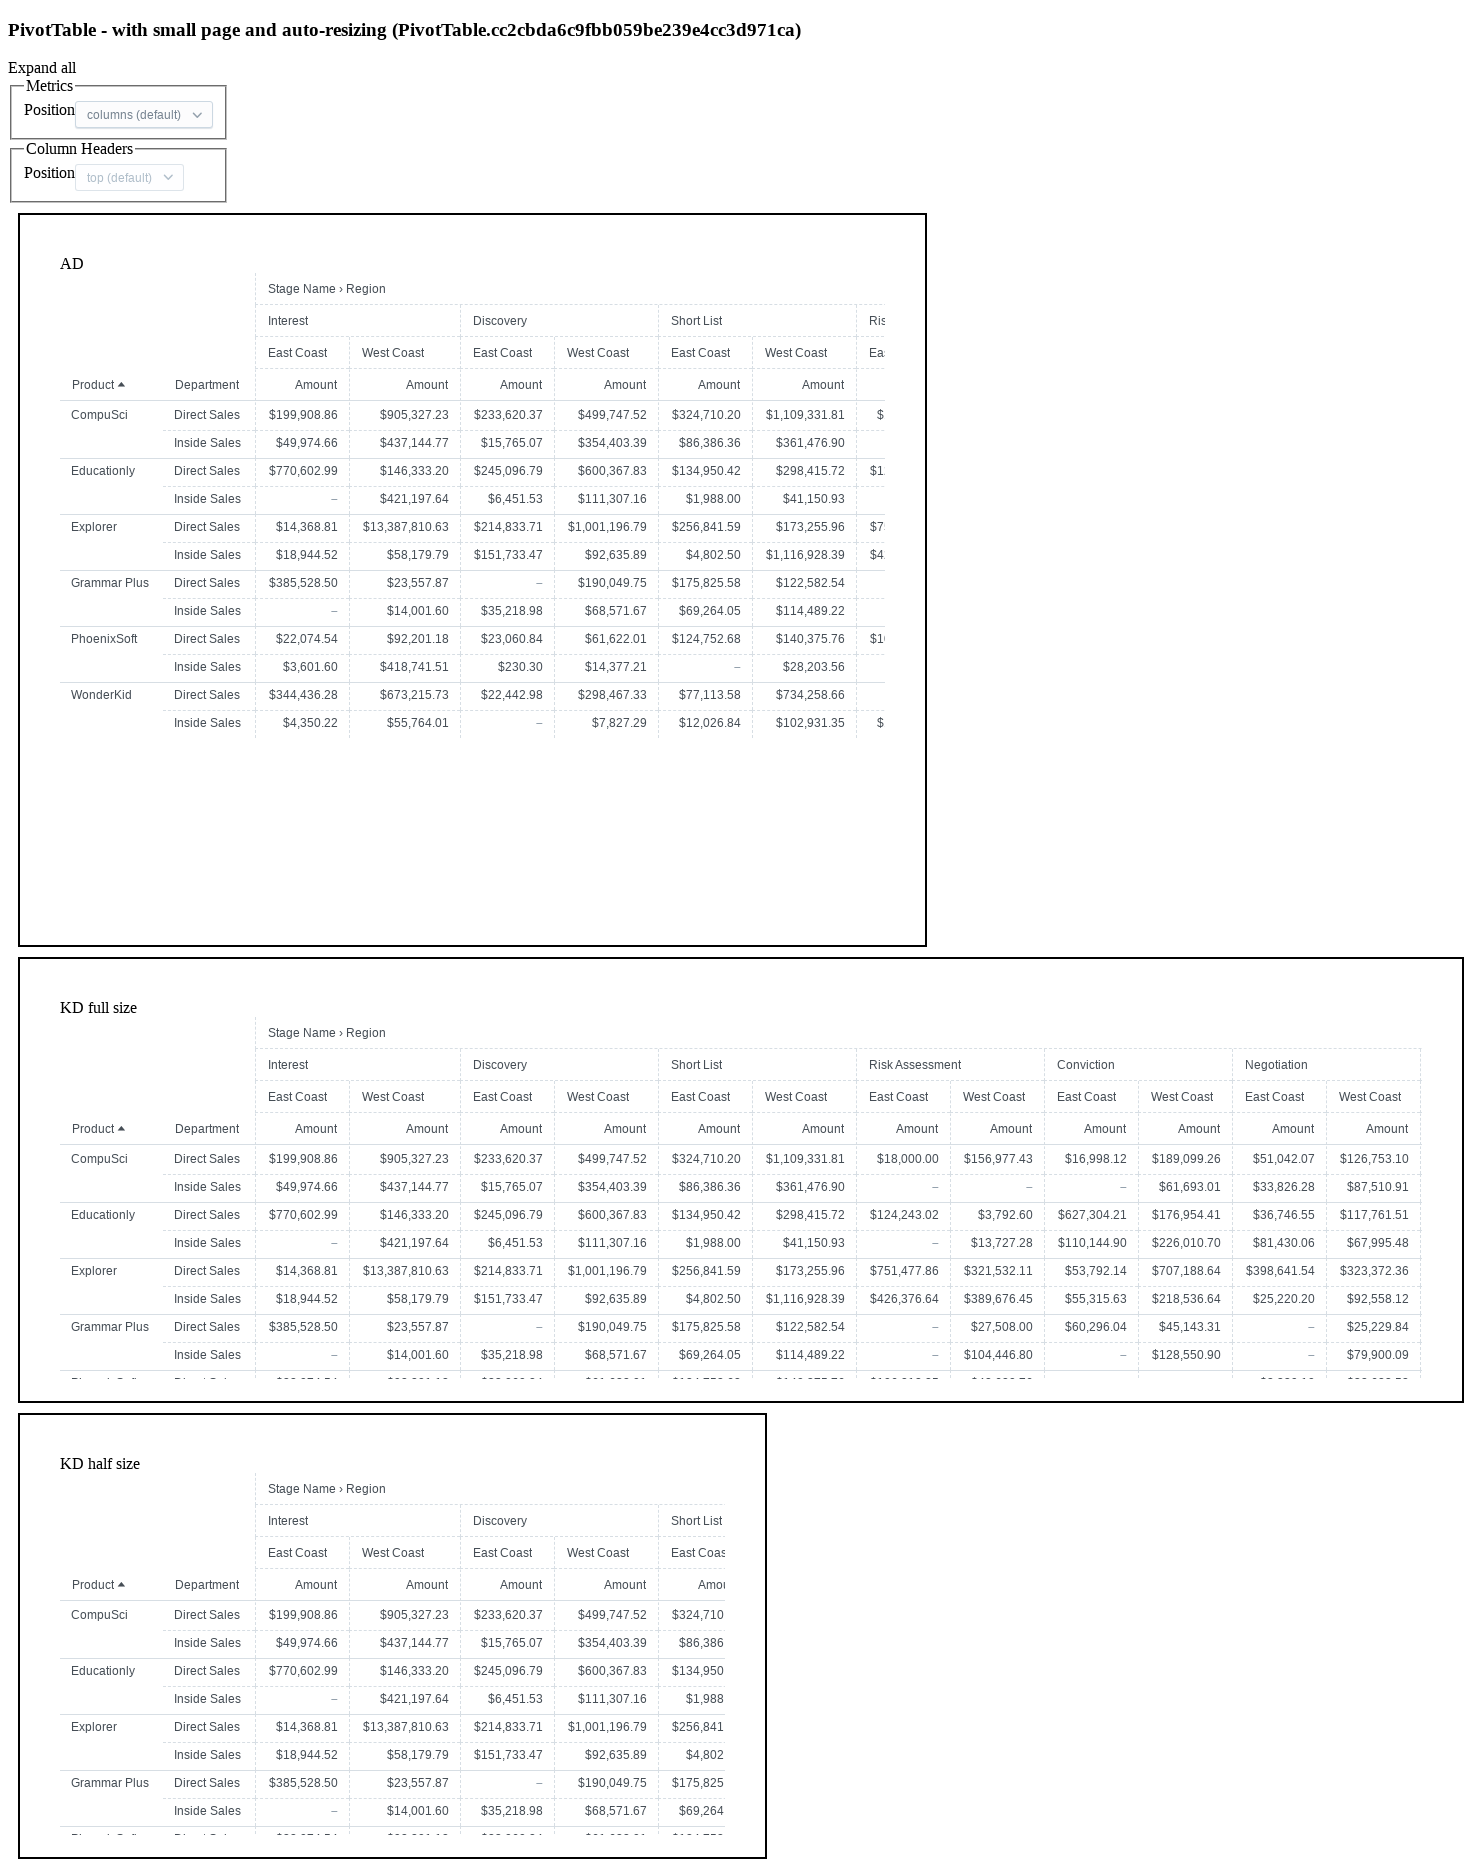 PivotTable - with small page and auto-resizing (PivotTable.cc2cbda6c9fbb059be239e4cc3d971ca)
Expand all
Metrics
Position columns (default)
Column Headers
Position top (default)
AD
Stage Name › Region
Interest Discovery Short List
East Coast West Coast East Coast West Coast East Coast West Coast
Product Department Amount Amount Amount Amount Amount Amount
CompuSci Direct Sales $199,908.86 $905,327.23 $233,620.37 $499,747.52 $324,710.20 $1,109,331.81
Inside Sales $49,974.66 $437,144.77 $15,765.07 $354,403.39 $86,386.36 $361,476.90
Educationly Direct Sales $770,602.99 $146,333.20 $245,096.79 $600,367.83 $134,950.42 $298,415.72
Inside Sales – $421,197.64 $6,451.53 $111,307.16 $1,988.00 $41,150.93
Explorer Direct Sales $14,368.81 $13,387,810.63 $214,833.71 $1,001,196.79 $256,841.59 $173,255.96
Inside Sales $18,944.52 $58,179.79 $151,733.47 $92,635.89 $4,802.50 $1,116,928.39
Grammar Plus Direct Sales $385,528.50 $23,557.87 – $190,049.75 $175,825.58 $122,582.54
Inside Sales – $14,001.60 $35,218.98 $68,571.67 $69,264.05 $114,489.22
PhoenixSoft Direct Sales $22,074.54 $92,201.18 $23,060.84 $61,622.01 $124,752.68 $140,375.76
Inside Sales $3,601.60 $418,741.51 $230.30 $14,377.21 – $28,203.56
WonderKid Direct Sales $344,436.28 $673,215.73 $22,442.98 $298,467.33 $77,113.58 $734,258.66
Inside Sales $4,350.22 $55,764.01 – $7,827.29 $12,026.84 $102,931.35
KD full size
Stage Name › Region
Interest Discovery Short List Risk Assessment Conviction Negotiation
East Coast West Coast East Coast West Coast East Coast West Coast East Coast West Coast East Coast West Coast East Coast West Coast
Product Department Amount Amount Amount Amount Amount Amount Amount Amount Amount Amount Amount Amount
CompuSci Direct Sales $199,908.86 $905,327.23 $233,620.37 $499,747.52 $324,710.20 $1,109,331.81 $18,000.00 $156,977.43 $16,998.12 $189,099.26 $51,042.07 $126,753.10
Inside Sales $49,974.66 $437,144.77 $15,765.07 $354,403.39 $86,386.36 $361,476.90 – – – $61,693.01 $33,826.28 $87,510.91
Educationly Direct Sales $770,602.99 $146,333.20 $245,096.79 $600,367.83 $134,950.42 $298,415.72 $124,243.02 $3,792.60 $627,304.21 $176,954.41 $36,746.55 $117,761.51
Inside Sales – $421,197.64 $6,451.53 $111,307.16 $1,988.00 $41,150.93 – $13,727.28 $110,144.90 $226,010.70 $81,430.06 $67,995.48
Explorer Direct Sales $14,368.81 $13,387,810.63 $214,833.71 $1,001,196.79 $256,841.59 $173,255.96 $751,477.86 $321,532.11 $53,792.14 $707,188.64 $398,641.54 $323,372.36
Inside Sales $18,944.52 $58,179.79 $151,733.47 $92,635.89 $4,802.50 $1,116,928.39 $426,376.64 $389,676.45 $55,315.63 $218,536.64 $25,220.20 $92,558.12
Grammar Plus Direct Sales $385,528.50 $23,557.87 – $190,049.75 $175,825.58 $122,582.54 – $27,508.00 $60,296.04 $45,143.31 – $25,229.84
Inside Sales – $14,001.60 $35,218.98 $68,571.67 $69,264.05 $114,489.22 – $104,446.80 – $128,550.90 – $79,900.09
KD half size
Stage Name › Region
Interest Discovery Short List
East Coast West Coast East Coast West Coast East Coas
Product Department Amount Amount Amount Amount Amou
CompuSci Direct Sales $199,908.86 $905,327.23 $233,620.37 $499,747.52 $324,710
Inside Sales $49,974.66 $437,144.77 $15,765.07 $354,403.39 $86,386
Educationly Direct Sales $770,602.99 $146,333.20 $245,096.79 $600,367.83 $134,950
Inside Sales – $421,197.64 $6,451.53 $111,307.16 $1,988
Explorer Direct Sales $14,368.81 $13,387,810.63 $214,833.71 $1,001,196.79 $256,841
Inside Sales $18,944.52 $58,179.79 $151,733.47 $92,635.89 $4,802
Grammar Plus Direct Sales $385,528.50 $23,557.87 – $190,049.75 $175,825
Inside Sales – $14,001.60 $35,218.98 $68,571.67 $69,264